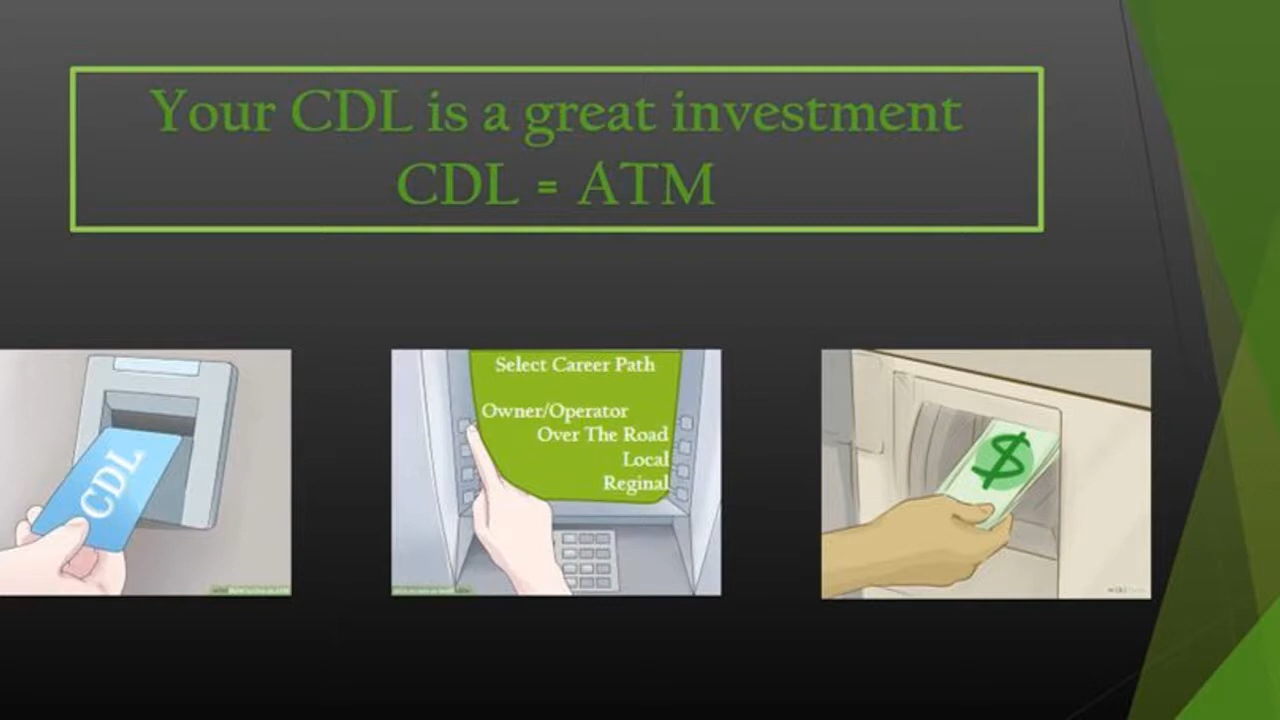 Your CDL is a great investment
CDL = ATM
CDL
Select Career Path
Owner/Operator
Over The Road
Local
Reginal
$